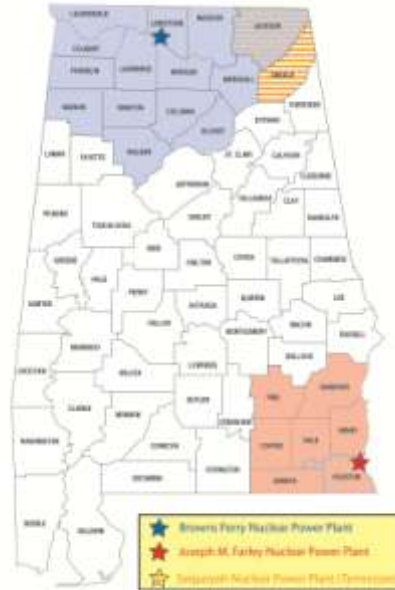 LAUDERDALE
LIMESTONE
MADISON
JACKSON
COLBERT
FRANKLIN
LAWRENCE
MORGAN
MARSHALL
DEKALB
CHEROKEE
MARION
WINSTON
CULLMAN
BLOUNT
ETOWAH
LAMAR
FAYETTE
WALKER
ST. CLAIR
CALHOUN
CLEBURNE
JEFFERSON
PICKENS
TUSCALOOSA
SHELBY
TALLADEGA
CLAY
RANDOLPH
BIBB
GREENE
HALE
PERRY
CHILTON
COOSA
TALLAPOOSA
CHAMBERS
SUMTER
AUTAUGA
ELMORE
LEE
MACON
RUSSELL
MARENGO
DALLAS
MONTGOMERY
BULLOCK
CHOCTAW
WILCOX
LOWNDES
PIKE
BARBOUR
CLARKE
BUTLER
CRENSHAW
MONROE
COFFEE
DALE
HENRY
WASHINGTON
CONECUH
COVINGTON
GENEVA
HOUSTON
ESCAMBIA
MOBILE
BALDWIN
Browns Ferry Nuclear Power Plant
Joseph M. Farley Nuclear Power Plant
Sequoyah Nuclear Power Plant (Tennessee)